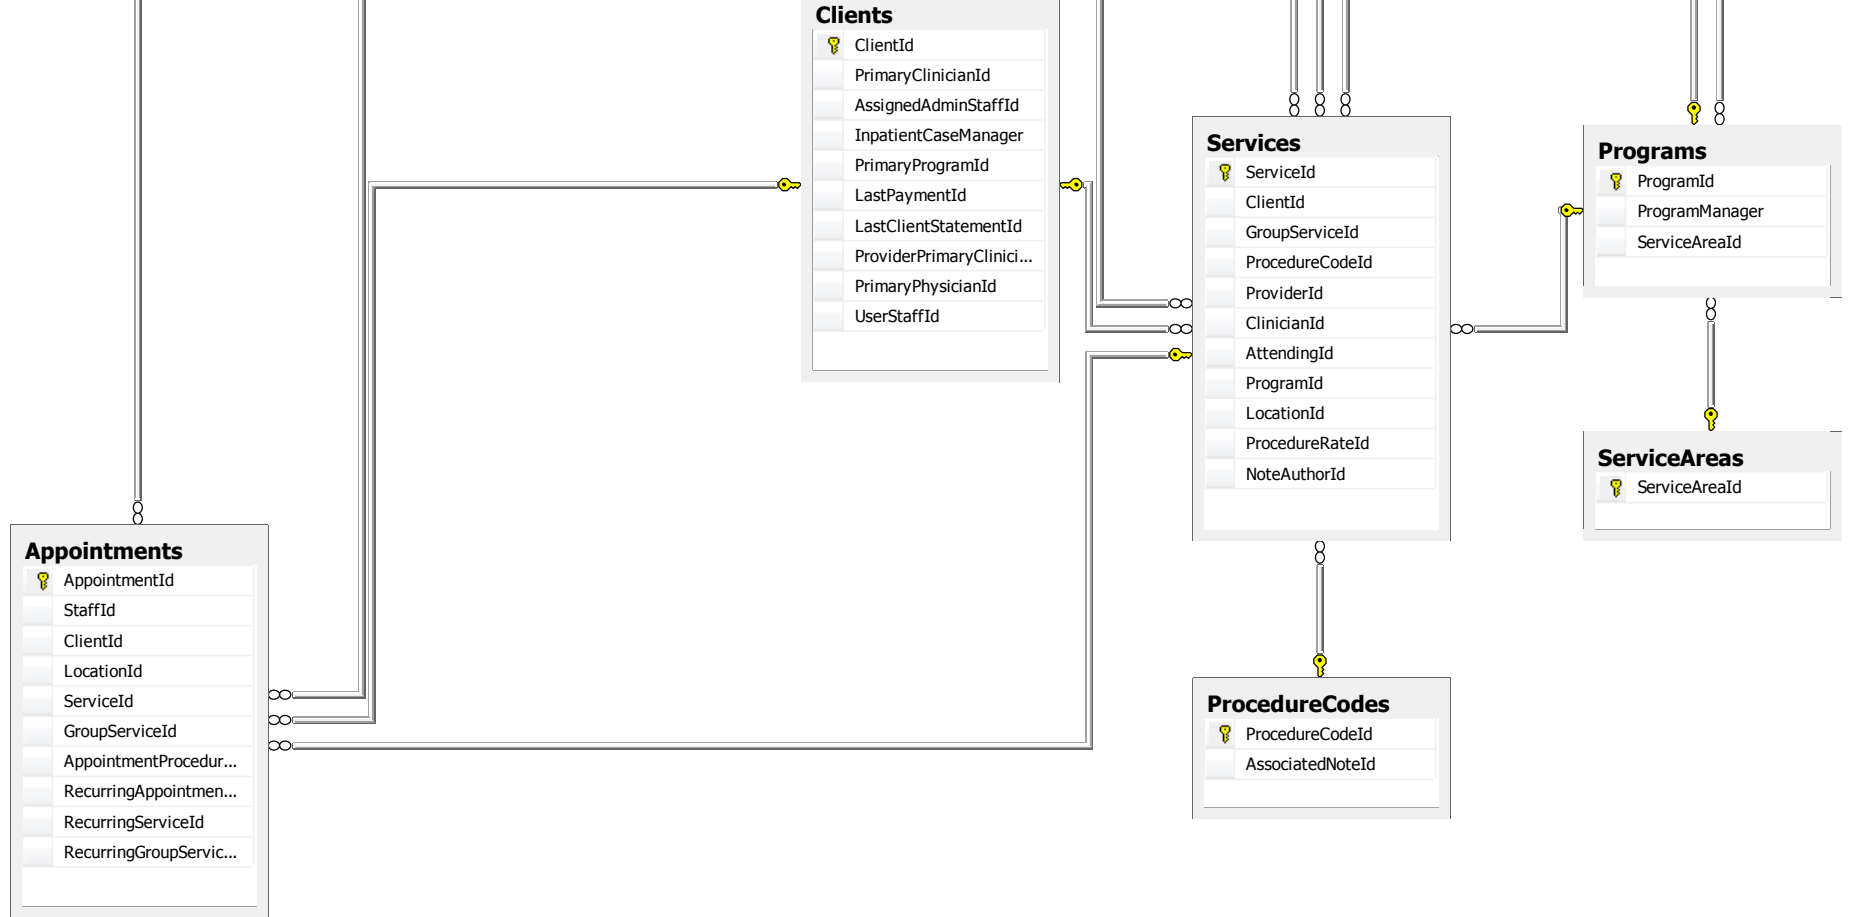 Clients
ClientId
PrimaryClinicianId
AssignedAdminStaffId
InpatientCaseManager
PrimaryProgramId
LastPaymentId
LastClientStatementId
ProviderPrimaryClinici...
PrimaryPhysicianId
UserStaffId
Services
ServiceId
ClientId
GroupServiceId
ProcedureCodeId
ProviderId
ClinicianId
AttendingId
ProgramId
LocationId
ProcedureRateId
NoteAuthorId
Programs
ProgramId
ProgramManager
ServiceAreaId
ServiceAreas
ServiceAreaId
Appointments
AppointmentId
StaffId
ClientId
LocationId
ServiceId
GroupServiceId
AppointmentProcedur...
RecurringAppointmen...
RecurringServiceId
RecurringGroupServic...
ProcedureCodes
ProcedureCodeId
AssociatedNoteId